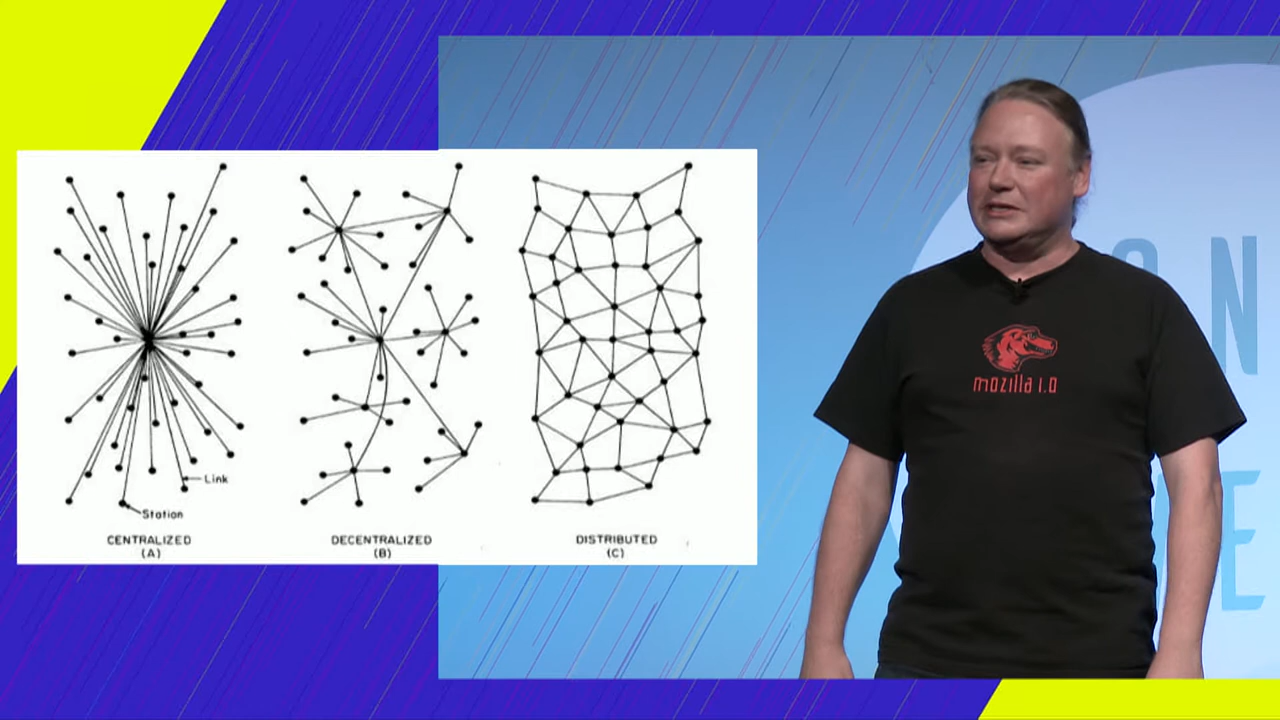 Link
Station
CENTRALIZED
(A)
DECENTRALIZED
(B)
DISTRIBUTED
(C)
mozilla 1.0